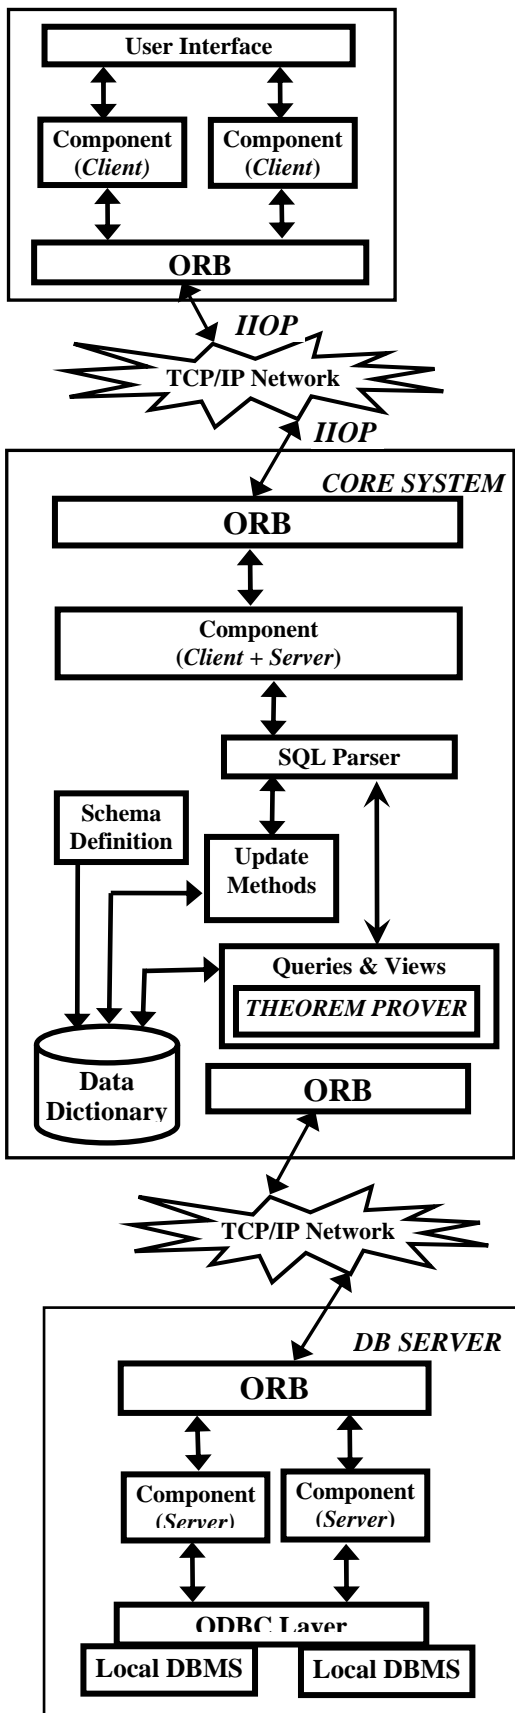 User Interface
Component
(Client)
Component
(Client)
ORB
IIOP
TCP/IP Network
IIOP
CORE SYSTEM
ORB
Component
(Client + Server)
SQL Parser
Schema
Definition
Update
Methods
Queries & Views
THEOREM PROVER
Data
Dictionary
ORB
TCP/IP Network
DB SERVER
ORB
Component
(Server)
Component
(Server)
ODBC Layer
Local DBMS
Local DBMS